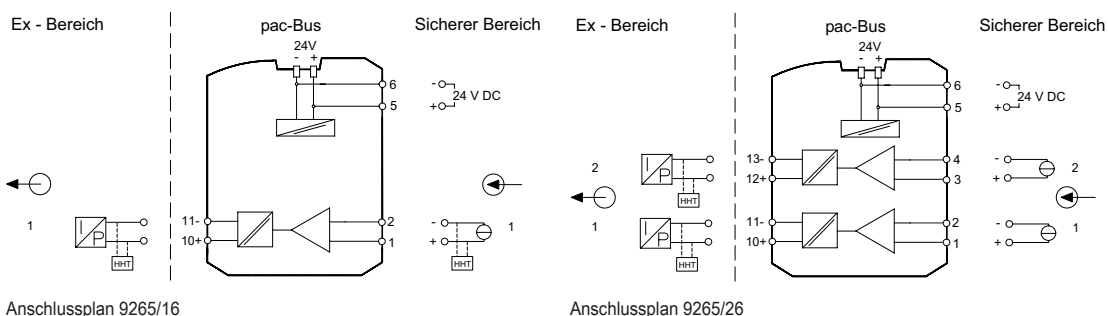 Ex - Bereich
pac-Bus
Sicherer Bereich
24V
- +
6
5
- 
+
24 V DC
1
I
P
HHT
11-
10+
2
1
-
+
1
HHT
Anschlussplan 9265/16
Ex - Bereich
pac-Bus
Sicherer Bereich
24V
- +
6
5
-
+
24 V DC
2
1
I
P
HHT
13-
12+
4
3
-
+
2
I
P
HHT
11-
10+
2
1
-
+
1
Anschlussplan 9265/26